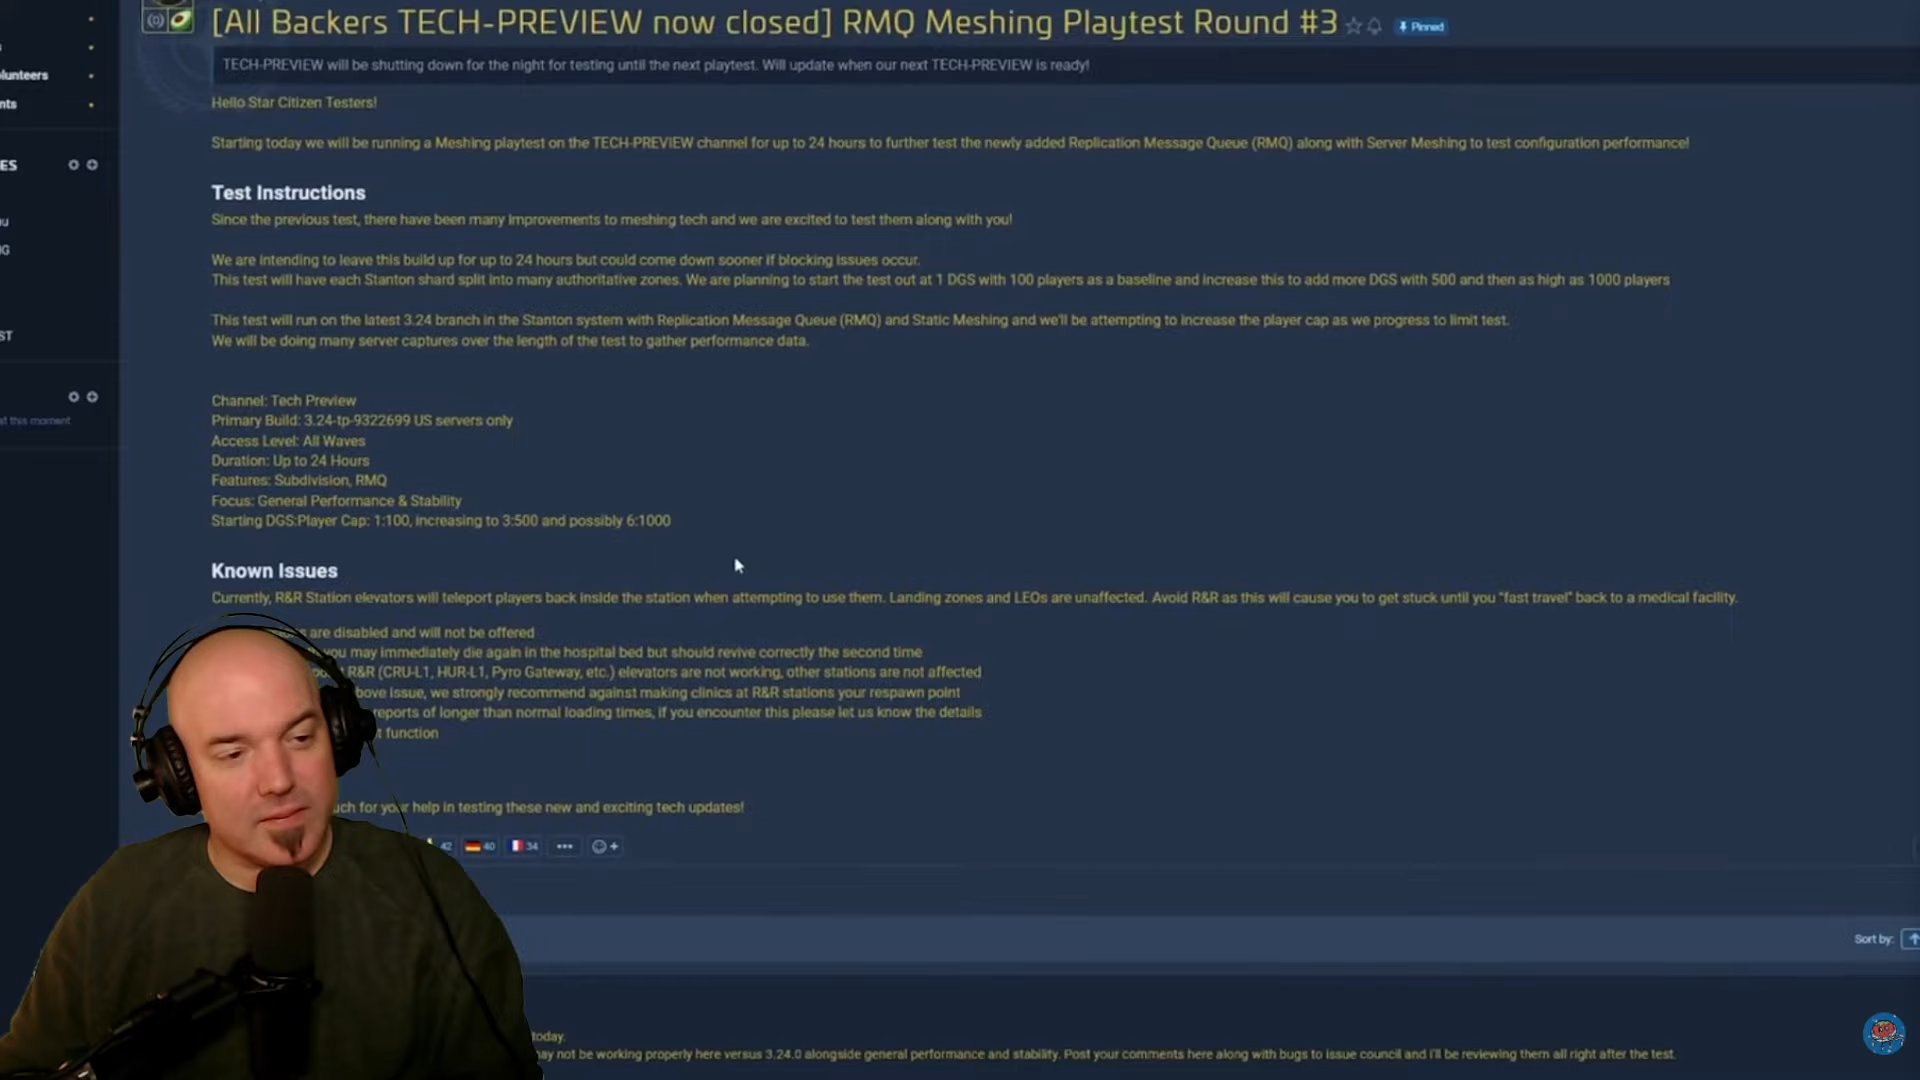 [All Backers TECH-PREVIEW now closed] RMQ Meshing Playtest Round #3
Pinned
TECH-PREVIEW will be shutting down for the night for testing until the next playtest. Will update when our next TECH-PREVIEW is ready!
Hello Star Citizen Testers!
Starting today we will be running a Meshing playtest on the TECH-PREVIEW channel for up to 24 hours to further test the newly added Replication Message Queue (RMQ) along with Server Meshing to test configuration performance!
Test Instructions
Since the previous test, there have been many improvements to meshing tech and we are excited to test them along with you!
We are intending to leave this build up for up to 24 hours but could come down sooner if blocking issues occur.
This test will have each Stanton shard split into many authoritative zones. We are planning to start the test out at 1 DGS with 100 players as a baseline and increase this to add more DGS with 500 and then as high as 1000 players
This test will run on the latest 3.24 branch in the Stanton system with Replication Message Queue (RMQ) and Static Meshing and we'll be attempting to increase the player cap as we progress to limit test.
We will be doing many server captures over the length of the test to gather performance data.
Channel: Tech Preview
Primary Build: 3.24-tp-9322699 US servers only
Access Level: All Waves
Duration: Up to 24 Hours
Features: Subdivision, RMQ
Focus: General Performance & Stability
Starting DGS:Player Cap: 1:100, increasing to 3:500 and possibly 6:1000
Known Issues
Currently, R&R Station elevators will teleport players back inside the station when attempting to use them. Landing zones and LEOs are unaffected. Avoid R&R as this will cause you to get stuck until you "fast travel" back to a medical facility.
are disabled and will not be offered
you may immediately die again in the hospital bed but should revive correctly the second time
R&R (CRU-L1, HUR-L1, Pyro Gateway, etc.) elevators are not working, other stations are not affected
issue, we strongly recommend against making clinics at R&R stations your respawn point
reports of longer than normal loading times, if you encounter this please let us know the details
function
for your help in testing these new and exciting tech updates!
42 40 34
Sort by:
today.
may not be working properly here versus 3.24.0 alongside general performance and stability. Post your comments here along with bugs to issue council and i'll be reviewing them all right after the test.